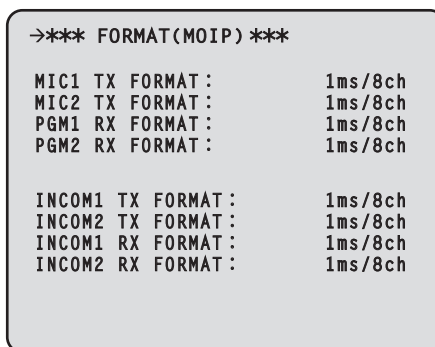 →*** FORMAT(MOIP) ***
MIC1 TX FORMAT: 1ms/8ch
MIC2 TX FORMAT: 1ms/8ch
PGM1 RX FORMAT: 1ms/8ch
PGM2 RX FORMAT: 1ms/8ch
INCOM1 TX FORMAT: 1ms/8ch
INCOM2 TX FORMAT: 1ms/8ch
INCOM1 RX FORMAT: 1ms/8ch
INCOM2 RX FORMAT: 1ms/8ch